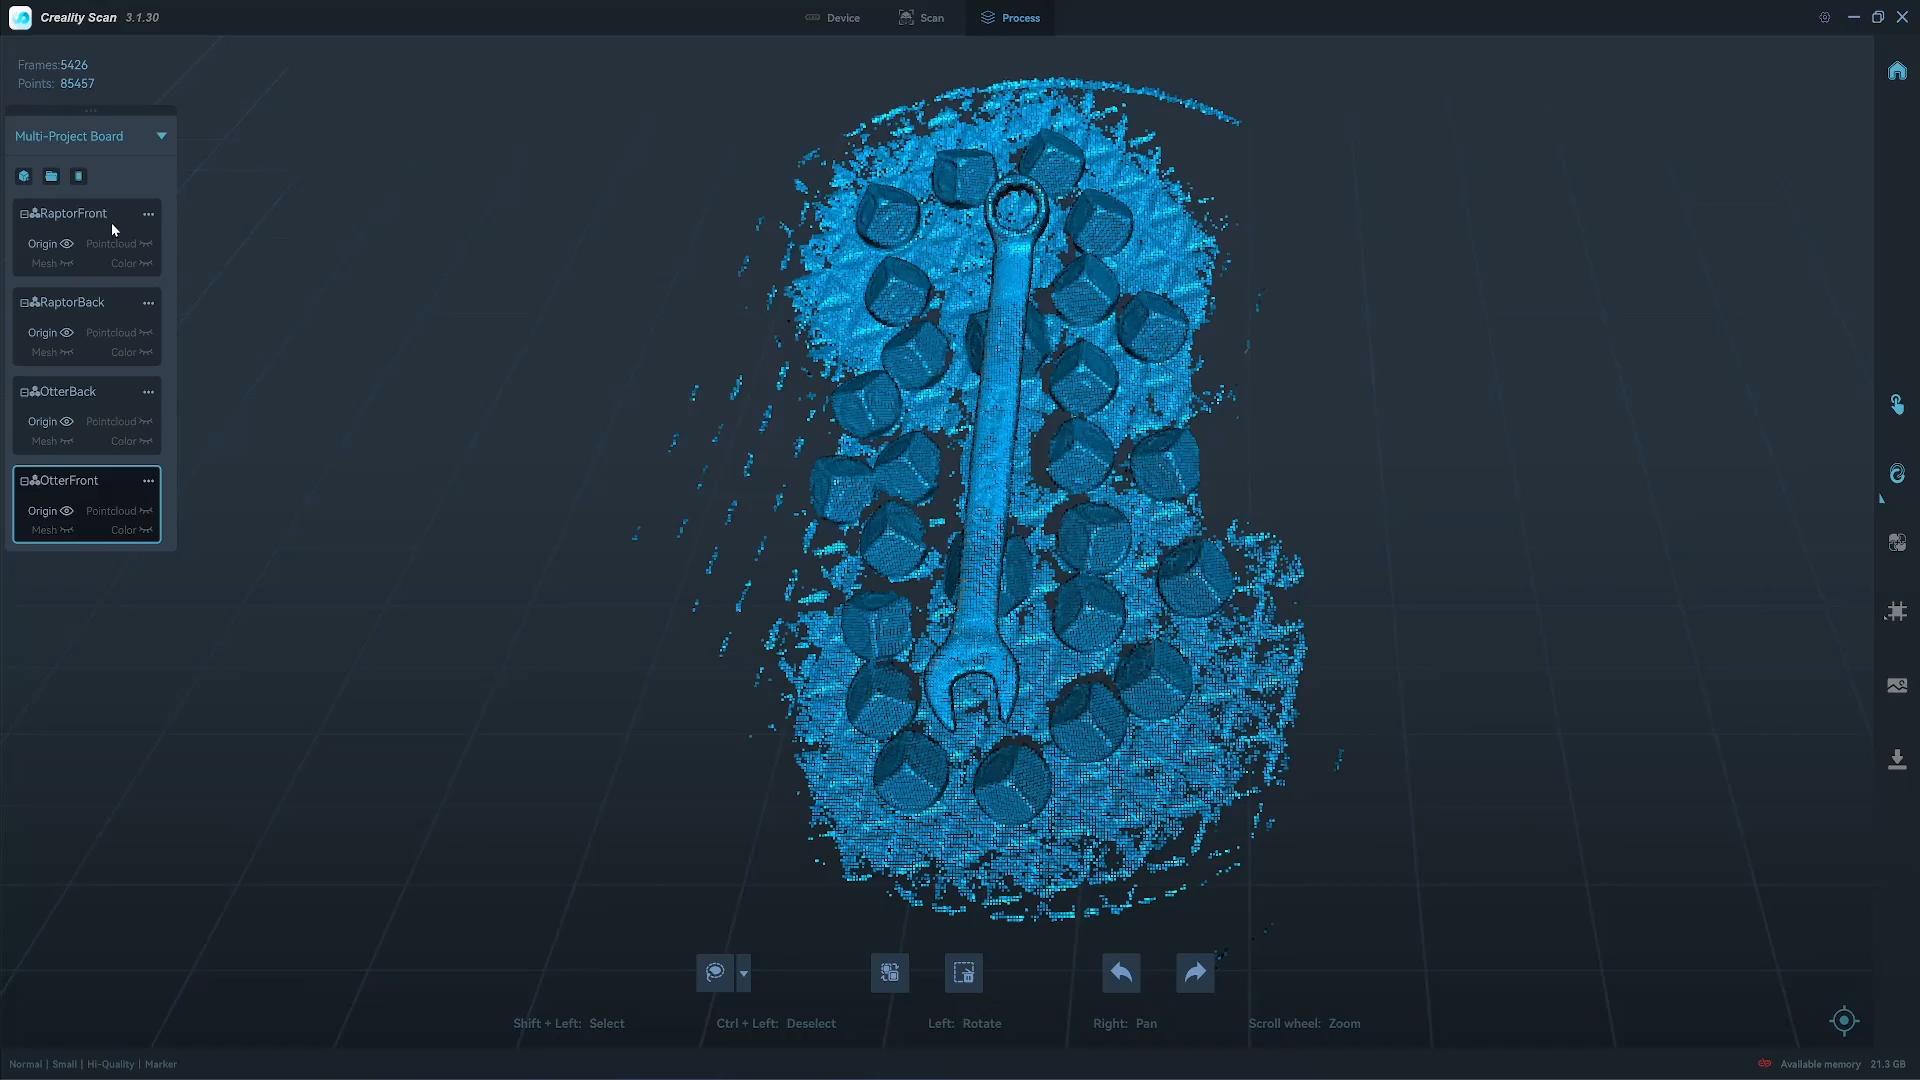 Creality Scan 3.1.30
Device
Scan
Process
Frames:5426
Points: 85457
Multi-Project Board
RaptorFront
Origin Pointcloud
Mesh Color
RaptorBack
Origin Pointcloud
Mesh Color
OtterBack
Origin Pointcloud
Mesh Color
OtterFront
Origin Pointcloud
Mesh Color
Shift + Left: Select
Ctrl + Left: Deselect
Left: Rotate
Right: Pan
Scroll wheel: Zoom
Normal | Small | Hi-Quality | Marker
Available memory 21.3 GB